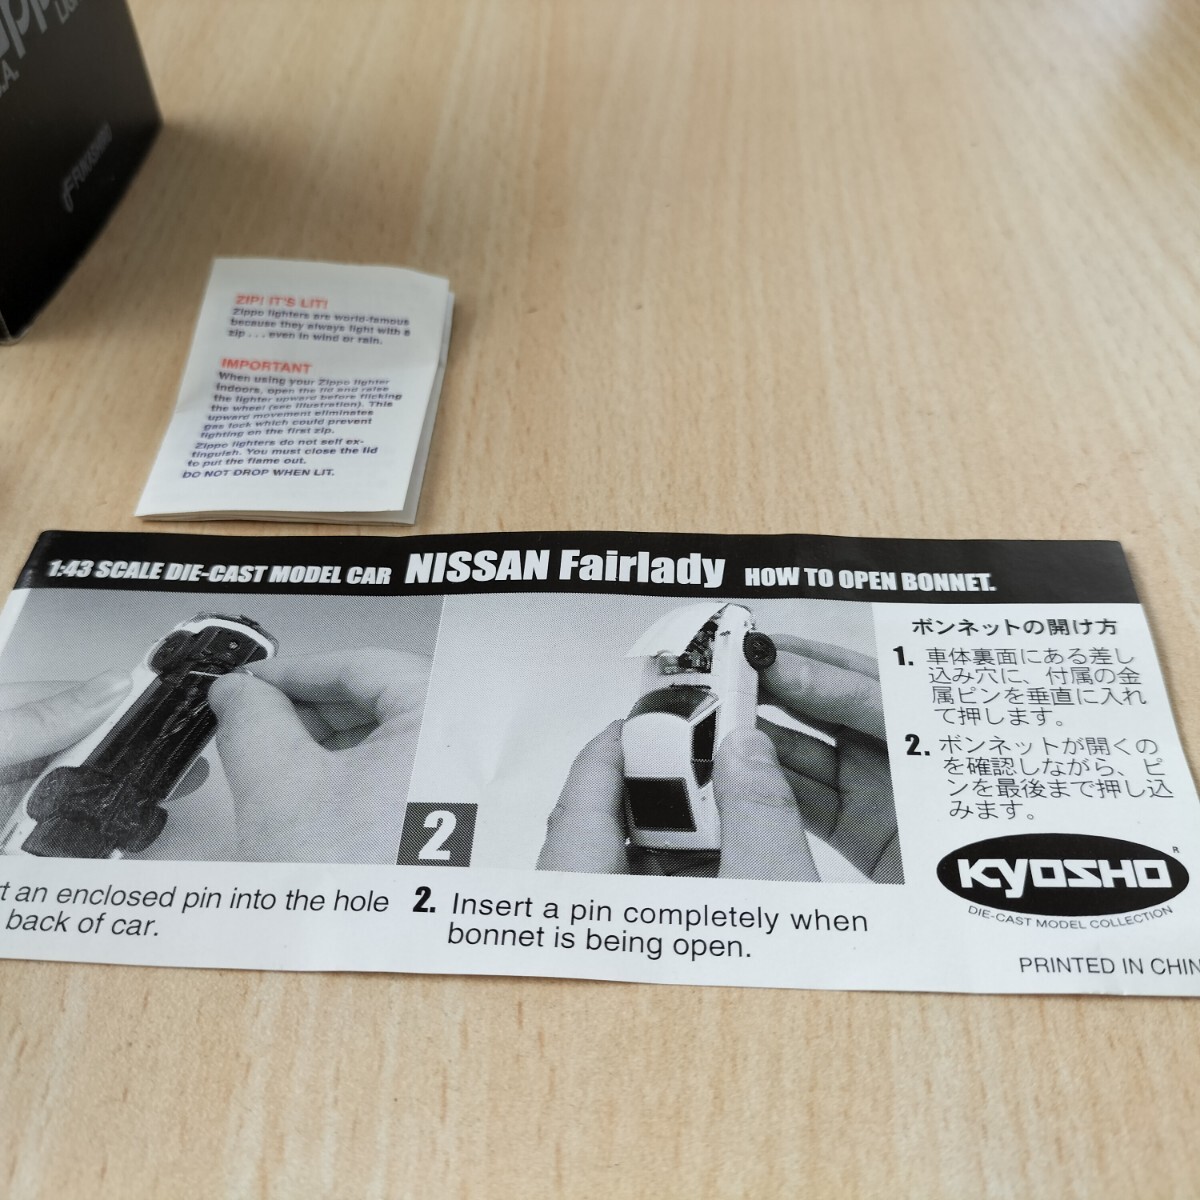 ZIP! IT'S LIT!
Zippo lighters are world-famous
because they always light with a
zip . . . even in wind or rain.
IMPORTANT
When using your Zippo lighter
indoors, open the lid and raise
the lighter upward before flicking
the wheel (see illustration). This
upward movement eliminates
gas lock which could prevent
lighting on the first zip.
Zippo lighters do not self ex-
tinguish. You must close the lid
to put the flame out.
DO NOT DROP WHEN LIT.
1:43 SCALE DIE-CAST MODEL CAR NISSAN Fairlady HOW TO OPEN BONNET.
2
an enclosed pin into the hole
back of car.
2. Insert a pin completely when
bonnet is being open.
ボンネットの開け方
1. 車体裏面にある差し
込み穴に、付属の金
属ピンを垂直に入れ
て押します。
2. ボンネットが開くの
を確認しながら、ピ
ンを最後まで押し込
みます。
KYOSHO
DIE-CAST MODEL COLLECTION
PRINTED IN